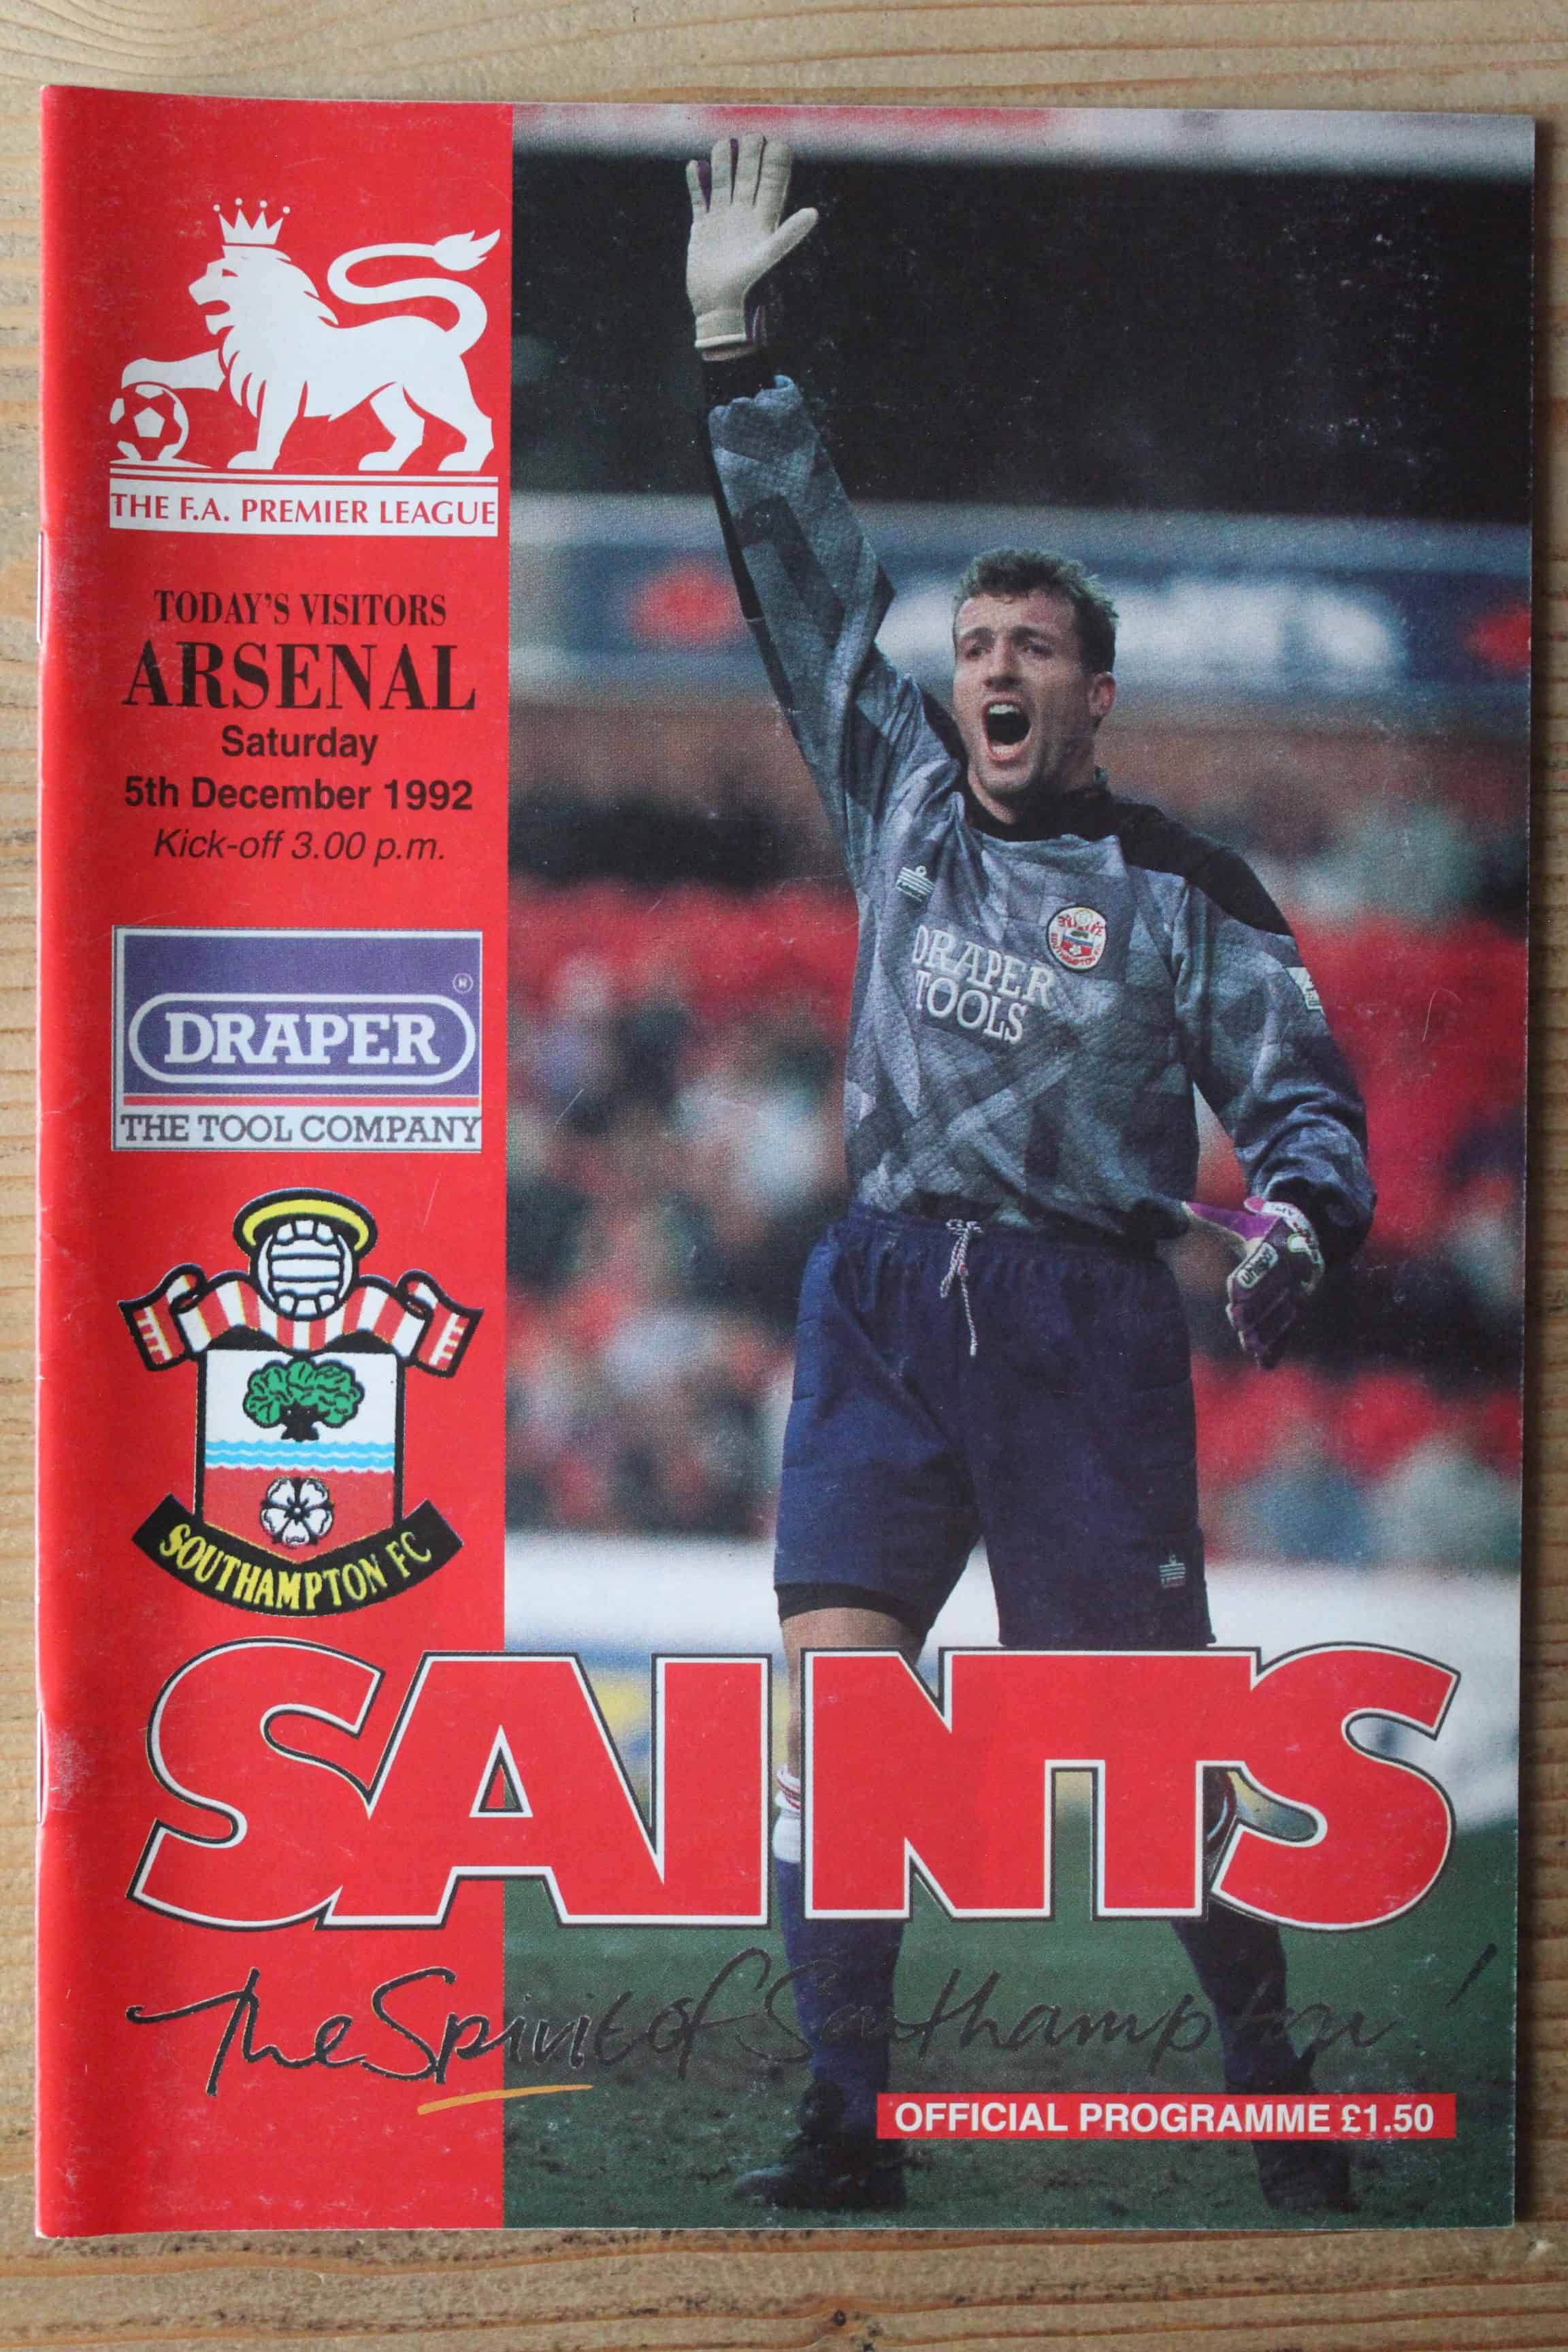 THE F.A. PREMIER LEAGUE
TODAY'S VISITORS
ARSENAL
Saturday
5th December 1992
Kick-off 3.00 p.m.
DRAPER
THE TOOL COMPANY
SOUTHAMPTON FC
DRAPER
TOOLS
SAINTS
The Spirit of Southampton!
OFFICIAL PROGRAMME £1.50